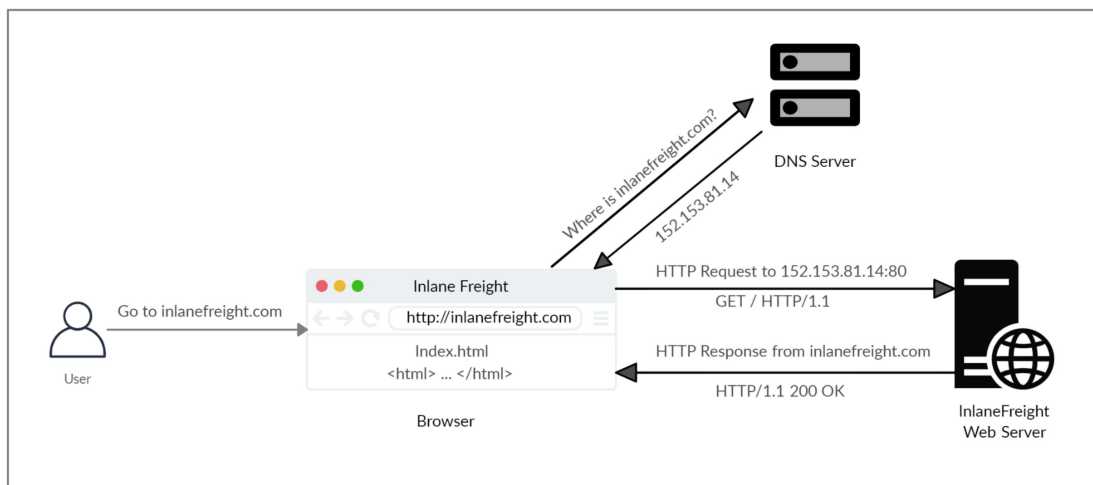 Where is inlanefreight.com?
152.153.81.14
DNS Server
Go to inlanefreight.com
User
Inlane Freight
http://inlanefreight.com
Index.html
<html> ... </html>
Browser
HTTP Request to 152.153.81.14:80
GET / HTTP/1.1
HTTP Response from inlanefreight.com
HTTP/1.1 200 OK
InlaneFreight
Web Server